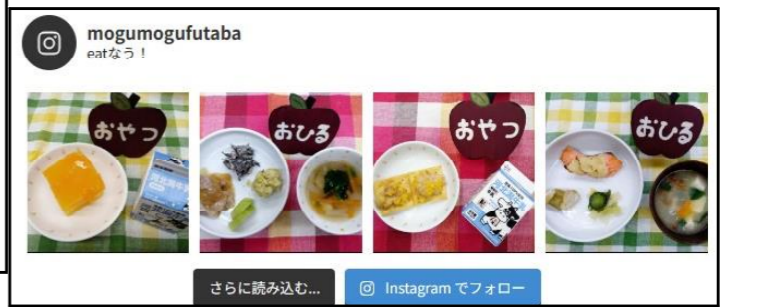 mogumogufutaba
eatなう！
おやつ
おひる
おやつ
おひる
さらに読み込む...
Instagram でフォロー